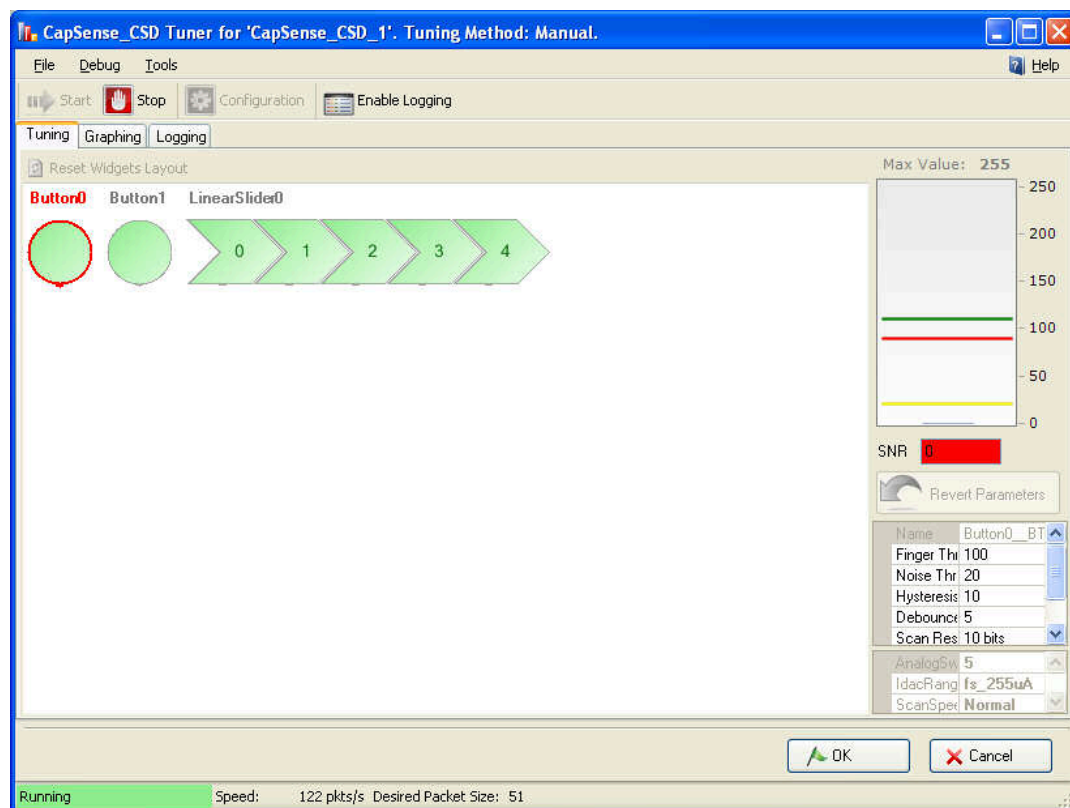 CapSense_CSD Tuner for 'CapSense_CSD_1'. Tuning Method: Manual.
File Debug Tools Help
Start Stop Configuration Enable Logging
Tuning Graphing Logging
Reset Widgets Layout
Max Value: 255
Button0 Button1 LinearSlider0
0 1 2 3 4
250
200
150
100
50
0
SNR 0
Revert Parameters
Name Button0__BT
Finger Thr 100
Noise Thr 20
Hysteresis 10
Debounce 5
Scan Res 10 bits
AnalogSw 5
IdacRang fs_255uA
ScanSpee Normal
OK Cancel
Running Speed: 122 pkts/s Desired Packet Size: 51